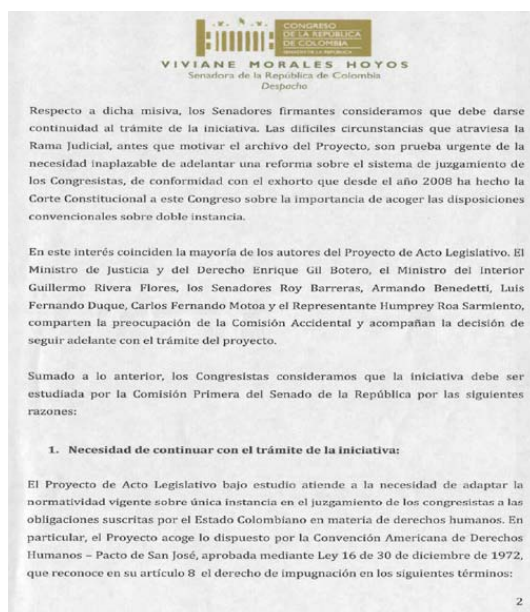 CONGRESO
DE LA REPÚBLICA
DE COLOMBIA
VIVIANE MORALES HOYOS
Senadora de la República de Colombia
Despacho
Respecto a dicha misiva, los Senadores firmantes consideramos que debe darse
continuidad al trámite de la iniciativa. Las difíciles circunstancias que atraviesa la
Rama Judicial, antes que motivar el archivo del Proyecto, son prueba urgente de la
necesidad inaplazable de adelantar una reforma sobre el sistema de juzgamiento de
los Congresistas, de conformidad con el exhorto que desde el año 2008 ha hecho la
Corte Constitucional a este Congreso sobre la importancia de acoger las disposiciones
convencionales sobre doble instancia.
En este interés coinciden la mayoría de los autores del Proyecto de Acto Legislativo. El
Ministro de Justicia y del Derecho Enrique Gil Botero, el Ministro del Interior
Guillermo Rivera Flores, los Senadores Roy Barreras, Armando Benedetti, Luis
Fernando Duque, Carlos Fernando Motoa y el Representante Humprey Roa Sarmiento,
comparten la preocupación de la Comisión Accidental y acompañan la decisión de
seguir adelante con el trámite del proyecto.
Sumado a lo anterior, los Congresistas consideramos que la iniciativa debe ser
estudiada por la Comisión Primera del Senado de la República por las siguientes
razones:
1. Necesidad de continuar con el trámite de la iniciativa:
El Proyecto de Acto Legislativo bajo estudio atiende a la necesidad de adaptar la
normatividad vigente sobre única instancia en el juzgamiento de los congresistas a las
obligaciones suscritas por el Estado Colombiano en materia de derechos humanos. En
particular, el Proyecto acoge lo dispuesto por la Convención Americana de Derechos
Humanos – Pacto de San José, aprobada mediante Ley 16 de 30 de diciembre de 1972,
que reconoce en su artículo 8 el derecho de impugnación en los siguientes términos:
2